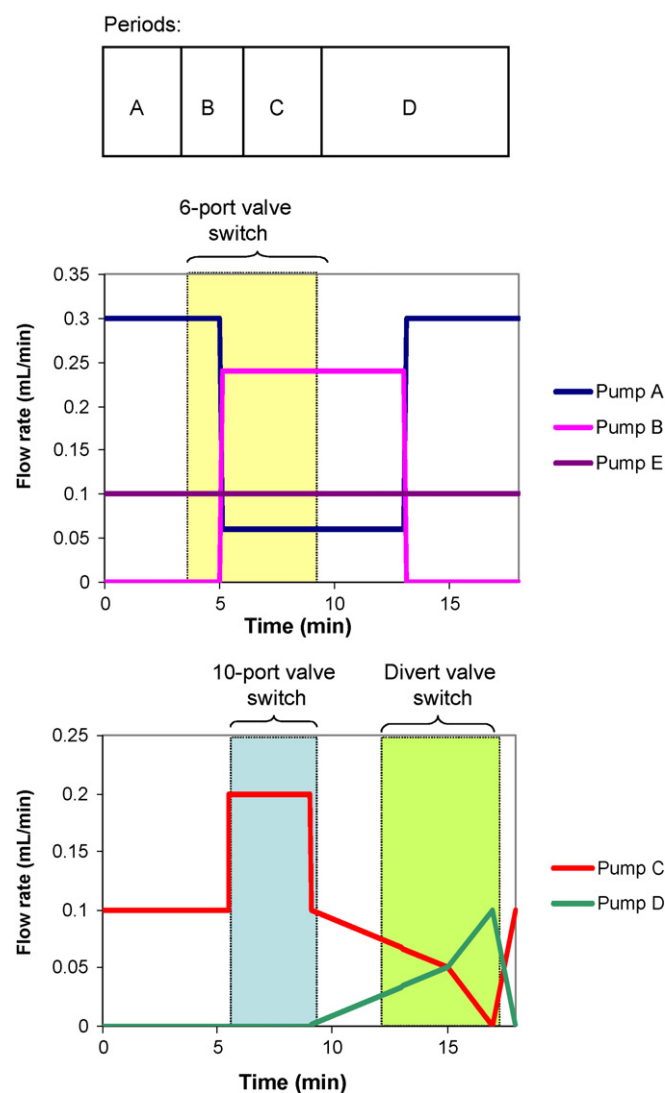 Periods:
A B C D
6-port valve
switch
0.35
0.3
0.25
0.2
0.15
0.1
0.05
0
Flow rate (mL/min)
0 5 10 15
Time (min)
Pump A
Pump B
Pump E
10-port valve
switch
Divert valve
switch
0.25
0.2
0.15
0.1
0.05
0
Flow rate (mL/min)
0 5 10 15
Time (min)
Pump C
Pump D